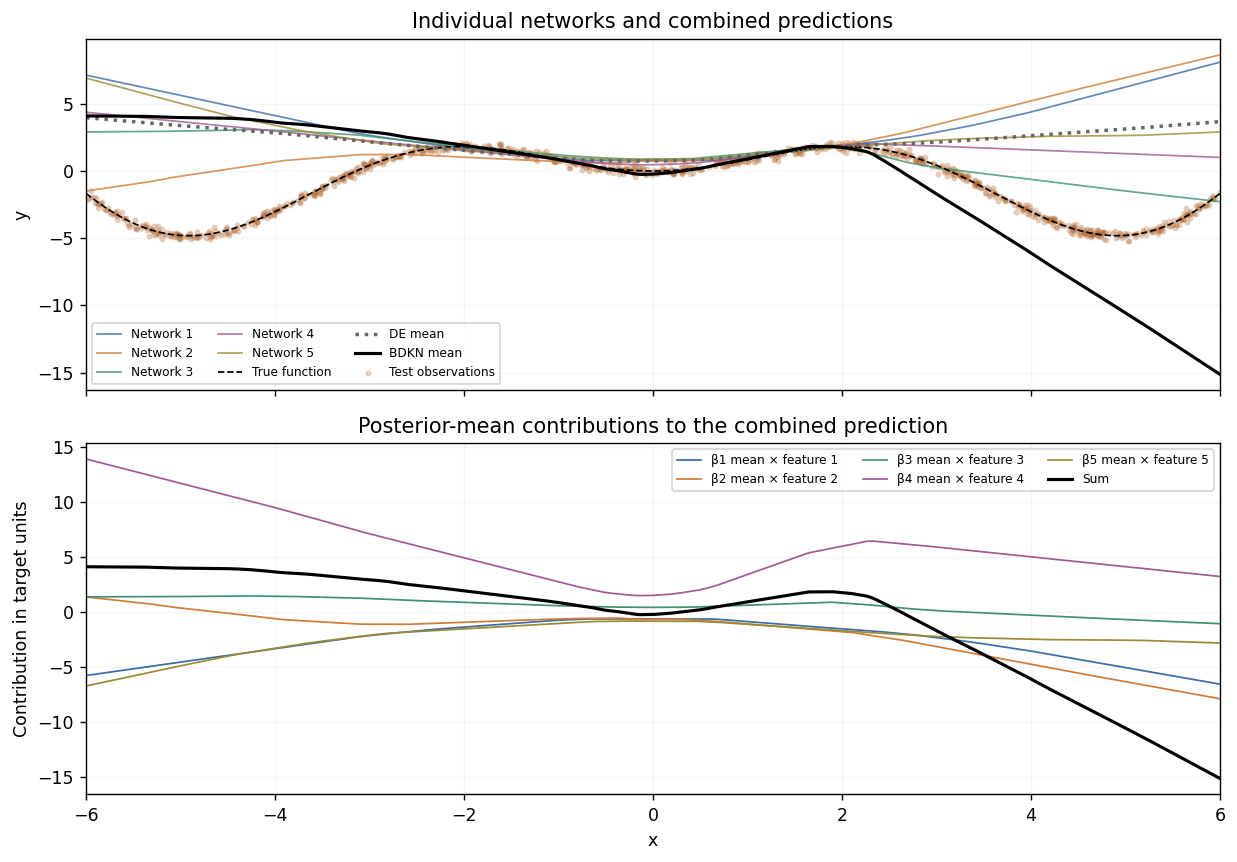 Individual networks and combined predictions
5
0
−5
−10
−15
y
Network 1
Network 2
Network 3
Network 4
Network 5
True function
DE mean
BDKN mean
Test observations
Posterior-mean contributions to the combined prediction
15
10
5
0
−5
−10
−15
Contribution in target units
β1 mean × feature 1
β2 mean × feature 2
β3 mean × feature 3
β4 mean × feature 4
β5 mean × feature 5
Sum
−6
−4
−2
0
2
4
6
x